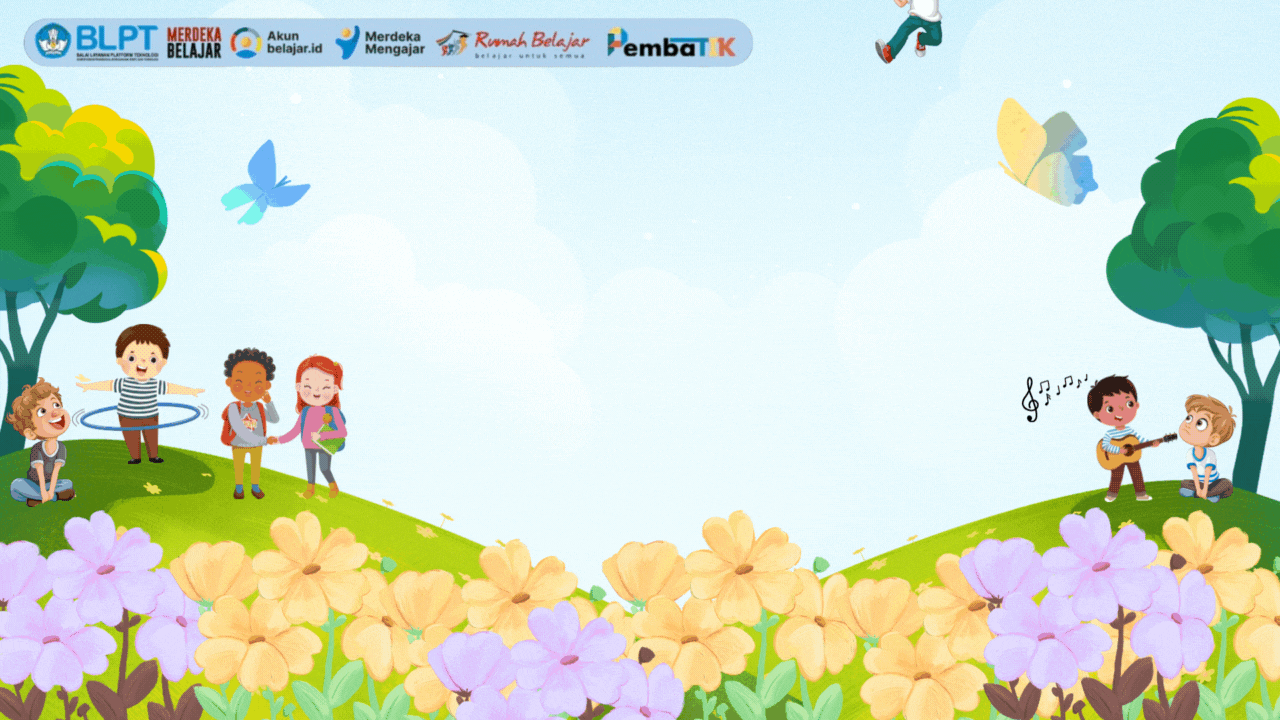 BLPT
BALAI LAYANAN PLATFORM TEKNOLOGI
MERDEKA
BELAJAR
Akun
belajar.id
Merdeka
Mengajar
Rumah Belajar
belajar untuk semua
PembaTIK